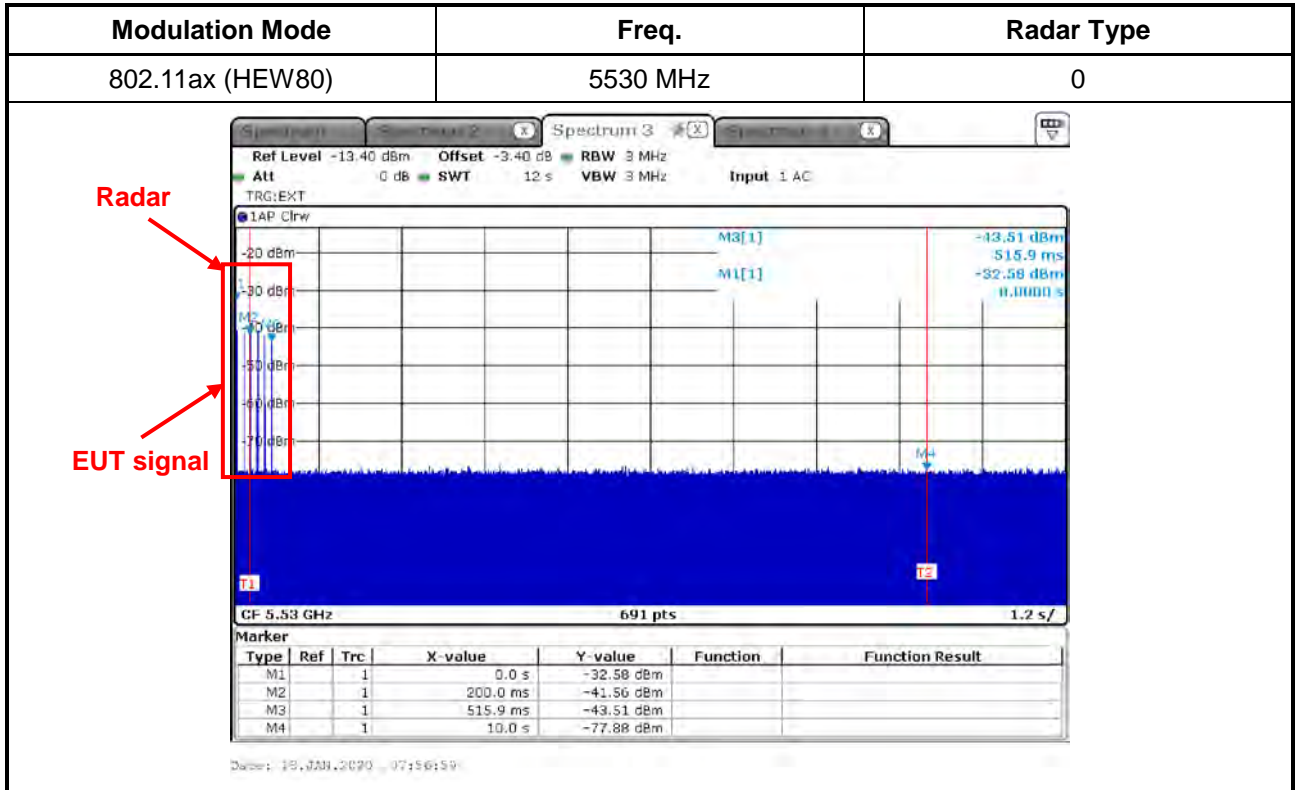 Modulation Mode Freq. Radar Type
802.11ax (HEW80) 5530 MHz 0
Spectrum 3
Ref Level -13.40 dBm Offset -3.40 dB RBW 3 MHz
Att 0 dB SWT 12 s VBW 3 MHz Input 1 AC
TRG:EXT
Radar
1AP Clrw
M3[1] -43.51 dBm
515.9 ms
M1[1] -32.58 dBm
0.0000 s
-20 dBm
-30 dBm
M2
-50 dBm
-60 dBm
-70 dBm
EUT signal
M4
T1
T2
CF 5.53 GHz 691 pts 1.2 s/
Marker
Type Ref Trc X-value Y-value Function Function Result
M1 1 0.0 s -32.58 dBm
M2 1 200.0 ms -41.56 dBm
M3 1 515.9 ms -43.51 dBm
M4 1 10.0 s -77.88 dBm